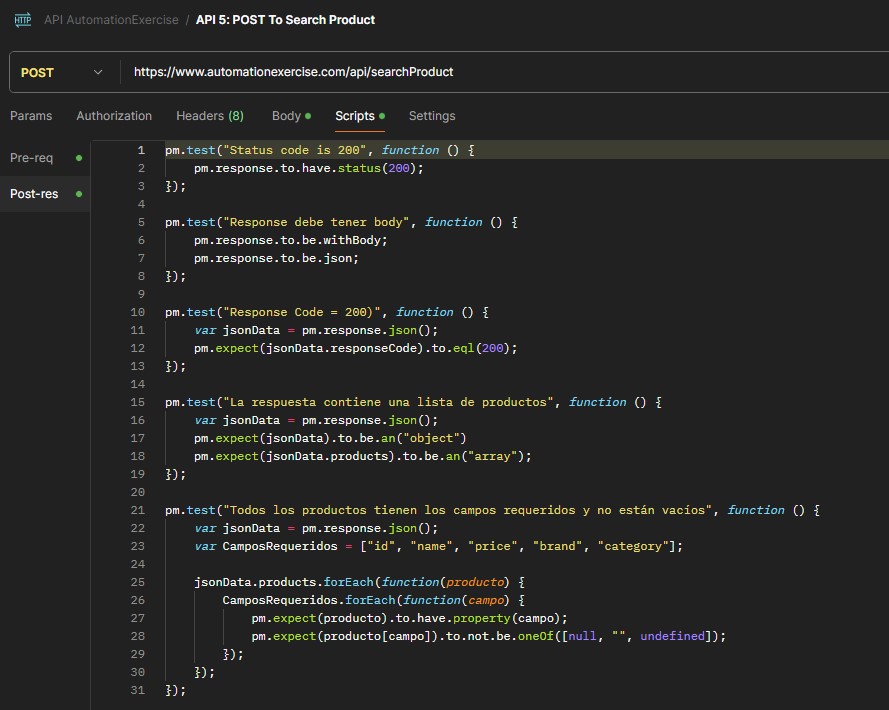 HTTP API AutomationExercise / API 5: POST To Search Product
POST https://www.automationexercise.com/api/searchProduct
Params Authorization Headers (8) Body Scripts Settings
Pre-req
Post-res
1 pm.test("Status code is 200", function () {
2 pm.response.to.have.status(200);
3 });
4
5 pm.test("Response debe tener body", function () {
6 pm.response.to.be.withBody;
7 pm.response.to.be.json;
8 });
9
10 pm.test("Response Code = 200)", function () {
11 var jsonData = pm.response.json();
12 pm.expect(jsonData.responseCode).to.eql(200);
13 });
14
15 pm.test("La respuesta contiene una lista de productos", function () {
16 var jsonData = pm.response.json();
17 pm.expect(jsonData).to.be.an("object")
18 pm.expect(jsonData.products).to.be.an("array");
19 });
20
21 pm.test("Todos los productos tienen los campos requeridos y no están vacíos", function () {
22 var jsonData = pm.response.json();
23 var CamposRequeridos = ["id", "name", "price", "brand", "category"];
24
25 jsonData.products.forEach(function(producto) {
26 CamposRequeridos.forEach(function(campo) {
27 pm.expect(producto).to.have.property(campo);
28 pm.expect(producto[campo]).to.not.be.oneOf([null, "", undefined]);
29 });
30 });
31 });